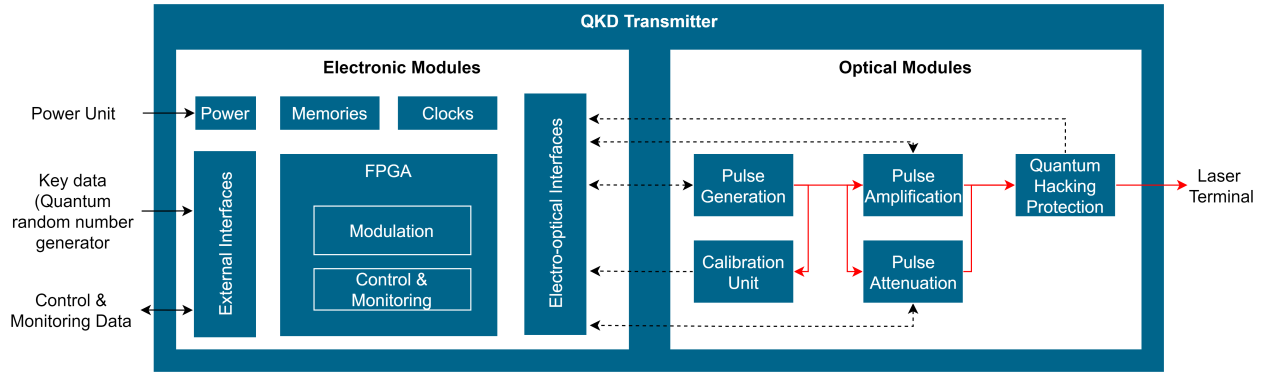 QKD Transmitter
Electronic Modules
Optical Modules
Power Unit
Power
Memories
Clocks
Key data
(Quantum
random number
generator
Control &
Monitoring Data
External Interfaces
FPGA
Modulation
Control &
Monitoring
Electro-optical Interfaces
Pulse
Generation
Pulse
Amplification
Quantum
Hacking
Protection
Calibration
Unit
Pulse
Attenuation
Laser
Terminal